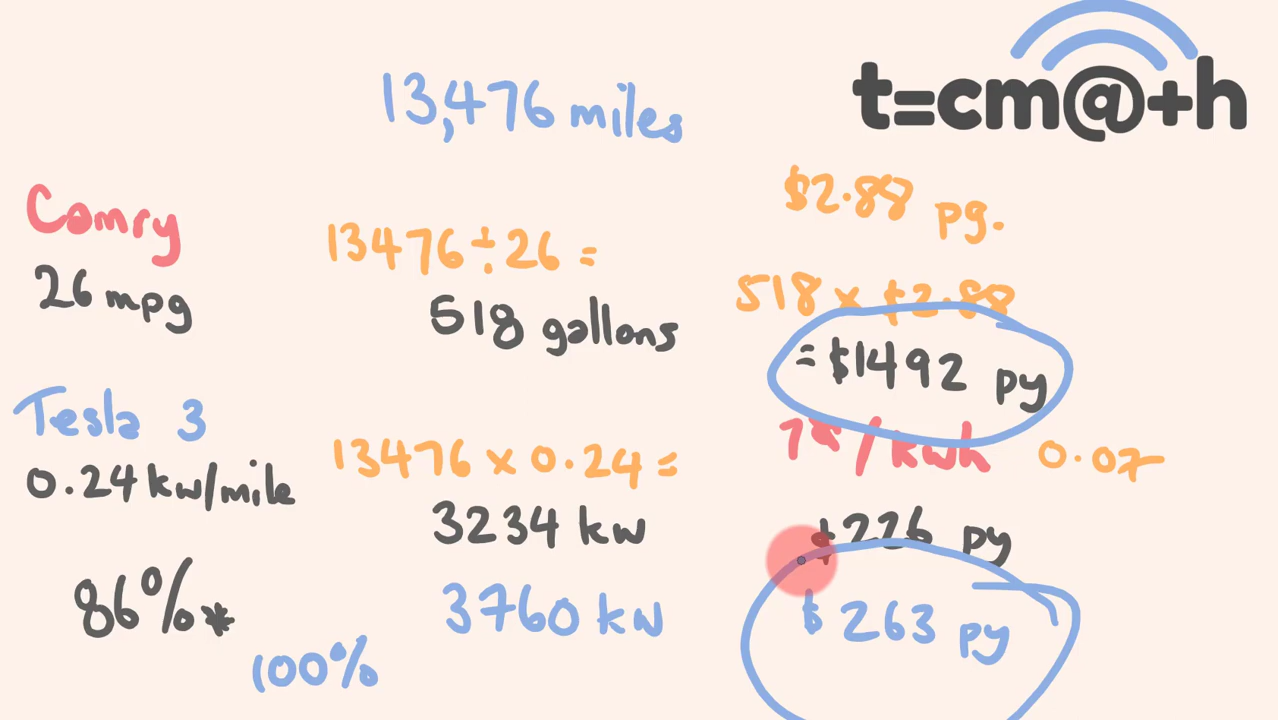 t=cm@+h
13,476 miles
Camry
26 mpg
13476 ÷ 26 =
518 gallons
$2.88 pg.
518 x $2.88
= $1492 py
Tesla 3
0.24 kw/mile
13476 x 0.24 =
3234 kw
/kwh 0.07
$226 py
86%*
100%
3760 kw
$263 py